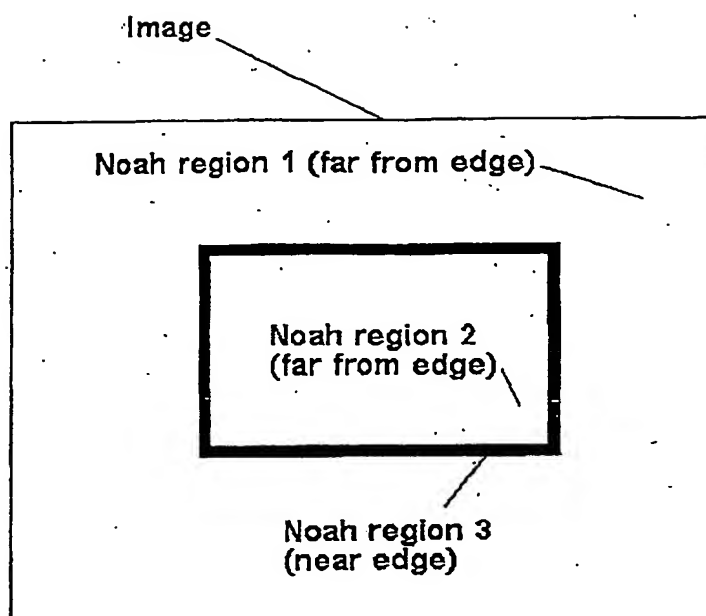 Image
Noah region 1 (far from edge)
Noah region 2
(far from edge)
Noah region 3
(near edge)